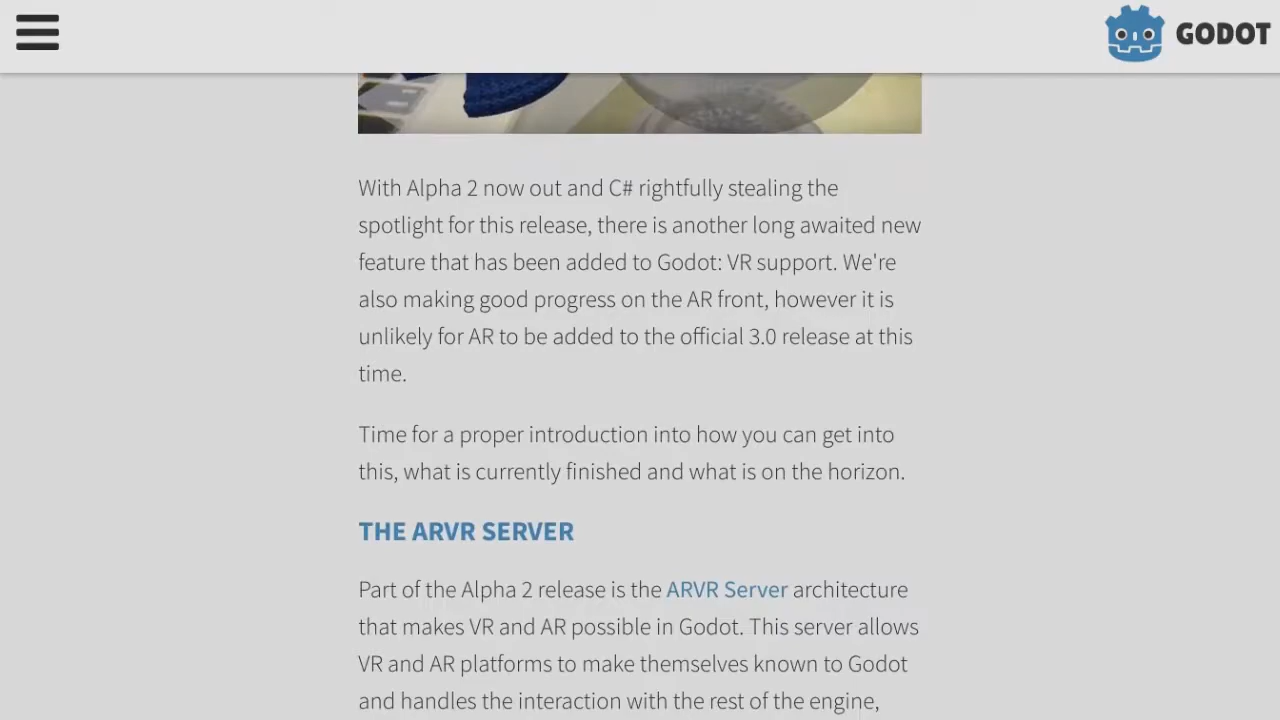 GODOT
With Alpha 2 now out and C# rightfully stealing the
spotlight for this release, there is another long awaited new
feature that has been added to Godot: VR support. We're
also making good progress on the AR front, however it is
unlikely for AR to be added to the official 3.0 release at this
time.
Time for a proper introduction into how you can get into
this, what is currently finished and what is on the horizon.
THE ARVR SERVER
Part of the Alpha 2 release is the ARVR Server architecture
that makes VR and AR possible in Godot. This server allows
VR and AR platforms to make themselves known to Godot
and handles the interaction with the rest of the engine,